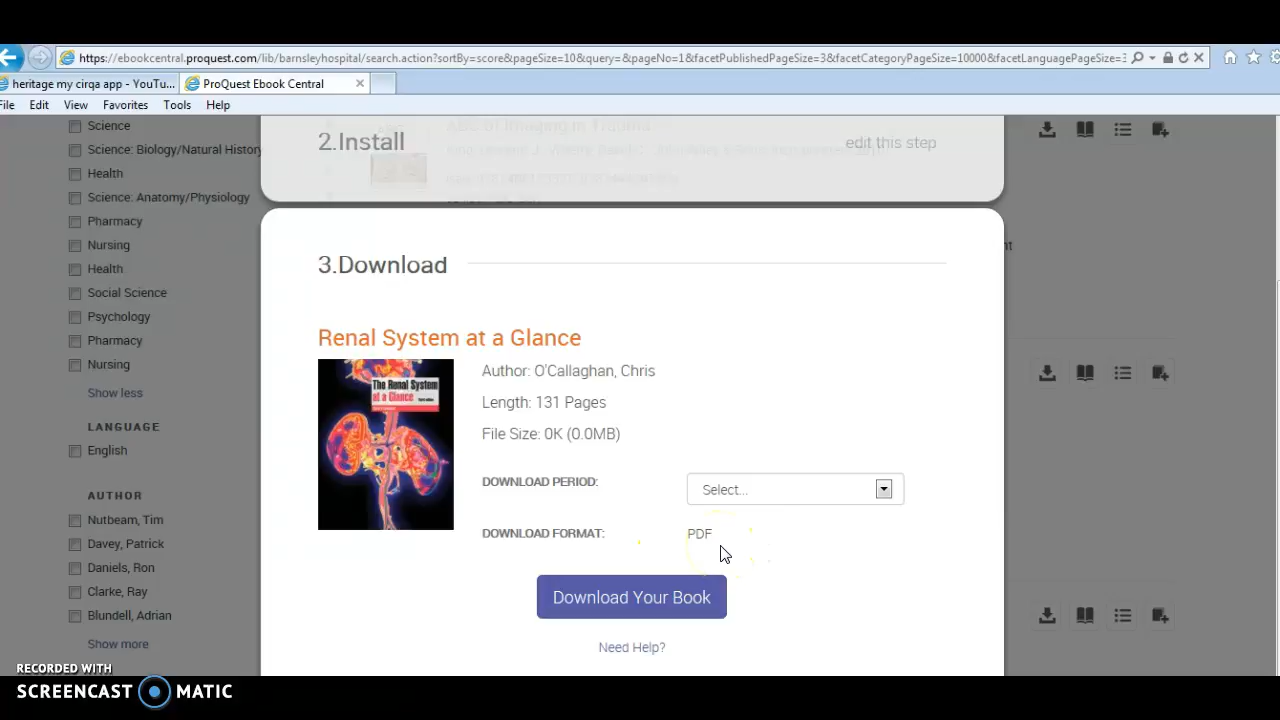 https://ebookcentral.proquest.com/lib/barnsleyhospital/search.action?sortBy=score&pageSize=10&query=&pageNo=1&facetPublishedPageSize=3&facetCategoryPageSize=10000&facetLanguagePageSize=3
heritage my cirqa app - YouTu...
ProQuest Ebook Central
File Edit View Favorites Tools Help
Science
Science: Biology/Natural History
Health
Science: Anatomy/Physiology
Pharmacy
Nursing
Health
Social Science
Psychology
Pharmacy
Nursing
Show less
LANGUAGE
English
AUTHOR
Nutbeam, Tim
Davey, Patrick
Daniels, Ron
Clarke, Ray
Blundell, Adrian
Show more
ABC of Imaging in Trauma
2.Install
edit this step
3.Download
Renal System at a Glance
The Renal System
at a Glance
Author: O'Callaghan, Chris
Length: 131 Pages
File Size: 0K (0.0MB)
DOWNLOAD PERIOD:
Select...
DOWNLOAD FORMAT:
PDF
Download Your Book
Need Help?
RECORDED WITH
SCREENCAST MATIC